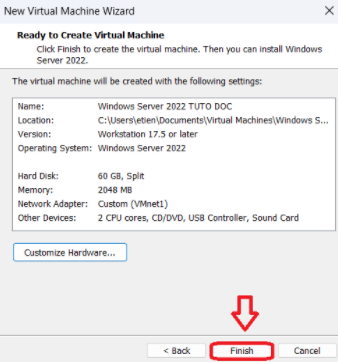 New Virtual Machine Wizard
Ready to Create Virtual Machine
Click Finish to create the virtual machine. Then you can install Windows
Server 2022.
The virtual machine will be created with the following settings:
Name: Windows Server 2022 TUTO DOC
Location: C:\Users\etien\Documents\Virtual Machines\Windows S...
Version: Workstation 17.5 or later
Operating System: Windows Server 2022
Hard Disk: 60 GB, Split
Memory: 2048 MB
Network Adapter: Custom (VMnet1)
Other Devices: 2 CPU cores, CD/DVD, USB Controller, Sound Card
Customize Hardware...
< Back Finish Cancel